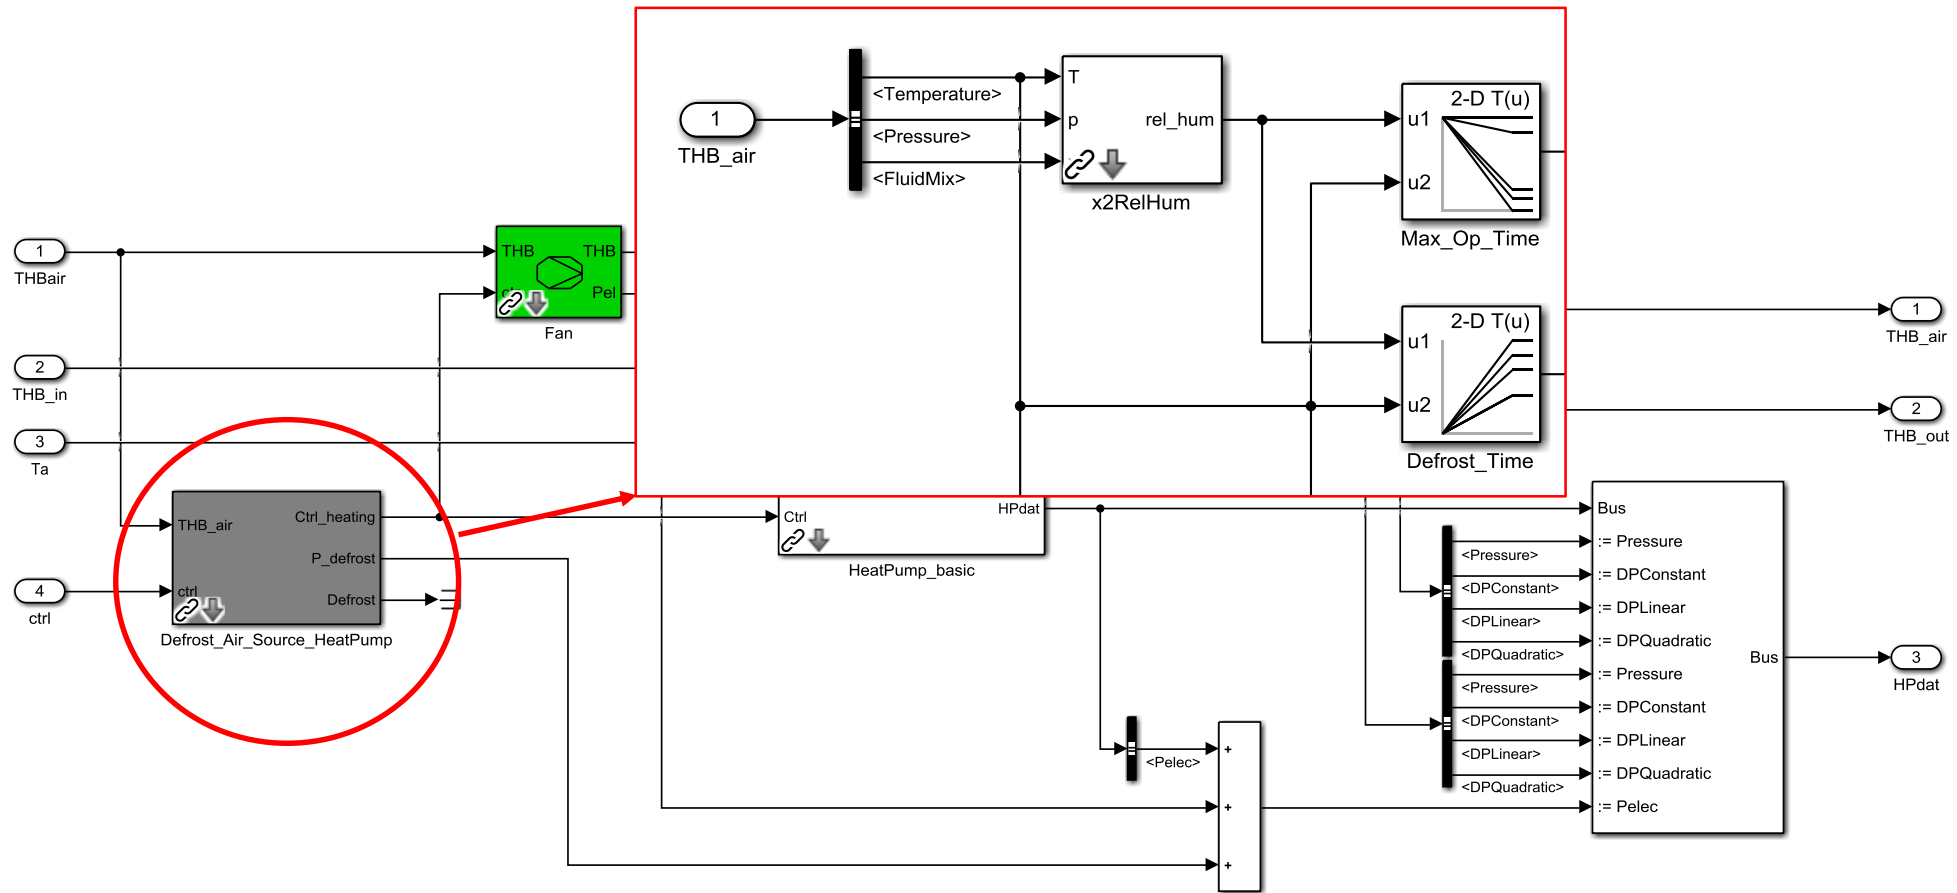 1
THBair
2
THB_in
3
Ta
4
ctrl
THB
THB
Pel
Fan
THB_air
ctrl
Ctrl_heating
P_defrost
Defrost
Defrost_Air_Source_HeatPump
1
THB_air
<Temperature>
<Pressure>
<FluidMix>
T
p
rel_hum
x2RelHum
2-D T(u)
u1
u2
Max_Op_Time
2-D T(u)
u1
u2
Defrost_Time
Ctrl
HPdat
HeatPump_basic
<Pelec>
+
+
+
<Pressure>
<DPConstant>
<DPLinear>
<DPQuadratic>
<Pressure>
<DPConstant>
<DPLinear>
<DPQuadratic>
Bus
:= Pressure
:= DPConstant
:= DPLinear
:= DPQuadratic
:= Pressure
:= DPConstant
:= DPLinear
:= DPQuadratic
:= Pelec
Bus
1
THB_air
2
THB_out
3
HPdat